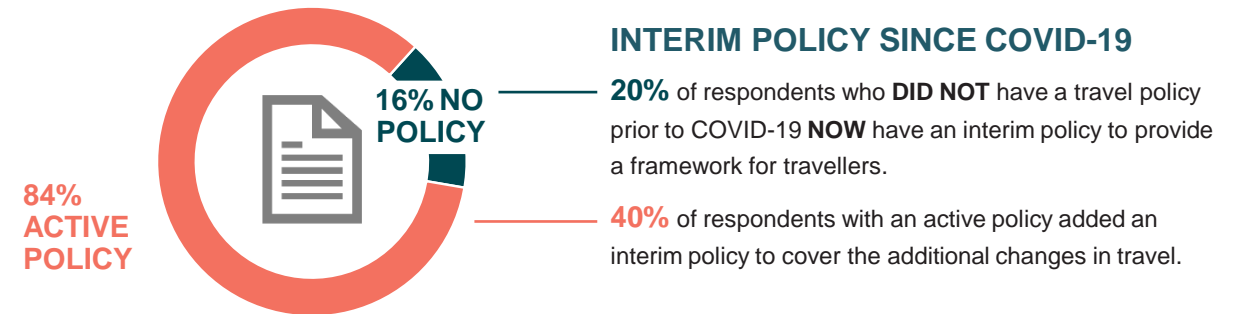 INTERIM POLICY SINCE COVID-19
16% NO
POLICY
20% of respondents who DID NOT have a travel policy
prior to COVID-19 NOW have an interim policy to provide
a framework for travellers.
84%
ACTIVE
POLICY
40% of respondents with an active policy added an
interim policy to cover the additional changes in travel.